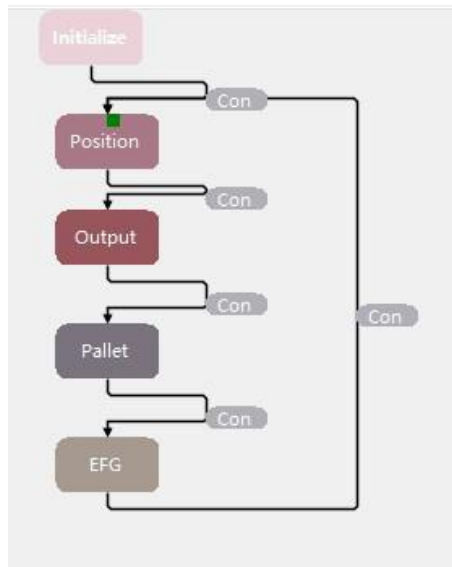 Initialize
Con
Position
Con
Output
Con
Con
Pallet
Con
EFG